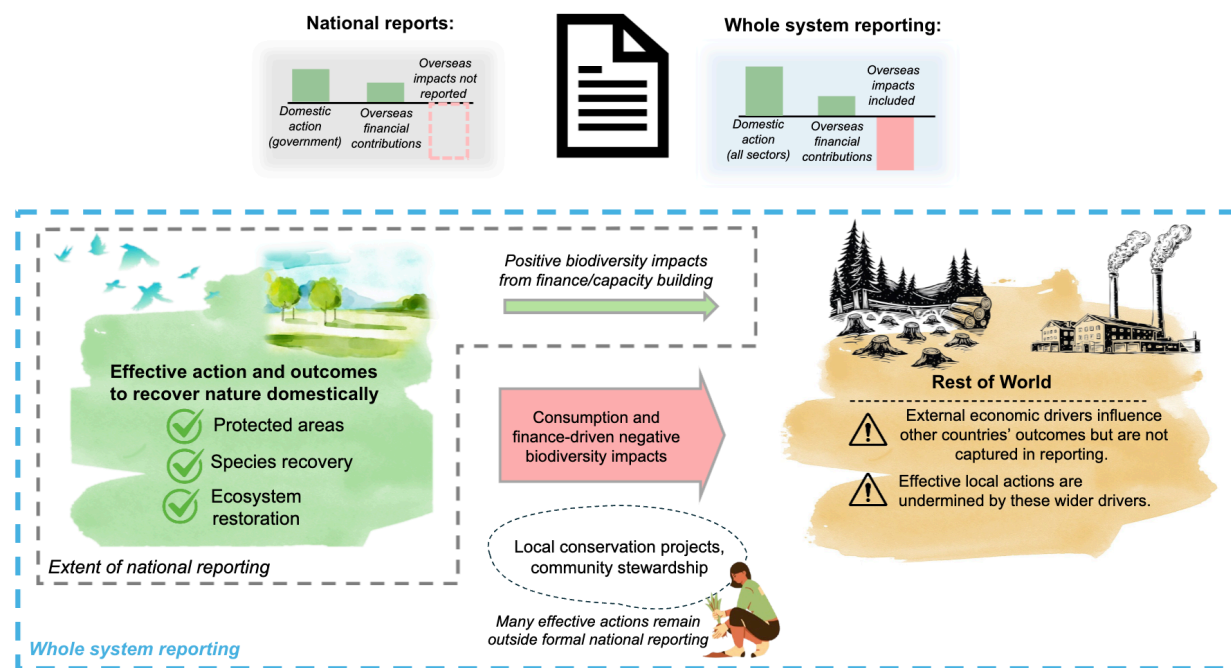 National reports:
Overseas
impacts not
reported
Domestic
action
(government)
Overseas
financial
contributions
Whole system reporting:
Overseas
impacts
included
Domestic
action
(all sectors)
Overseas
financial
contributions
Positive biodiversity impacts
from finance/capacity building
Effective action and outcomes
to recover nature domestically
Protected areas
Species recovery
Ecosystem
restoration
Extent of national reporting
Consumption and
finance-driven negative
biodiversity impacts
Local conservation projects,
community stewardship
Many effective actions remain
outside formal national reporting
Rest of World
External economic drivers influence
other countries’ outcomes but are not
captured in reporting.
Effective local actions are
undermined by these wider drivers.
Whole system reporting